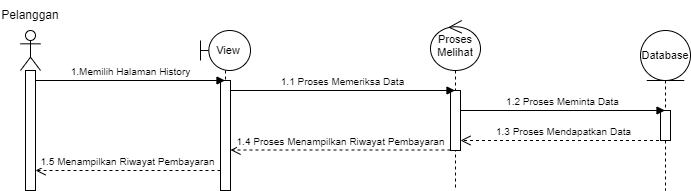 Pelanggan
View
Proses
Melihat
Database
1.Memilih Halaman History
1.1 Proses Memeriksa Data
1.2 Proses Meminta Data
1.3 Proses Mendapatkan Data
1.4 Proses Menampilkan Riwayat Pembayaran
1.5 Menampilkan Riwayat Pembayaran